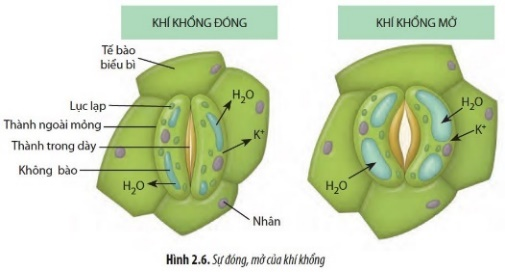 KHÍ KHỔNG ĐÓNG
KHÍ KHỔNG MỞ
Tế bào
biểu bì
Lục lạp
Thành ngoài mỏng
Thành trong dày
Không bào
H₂O
H₂O
K⁺
Nhân
H₂O
K⁺
H₂O
Hình 2.6. Sự đóng, mở của khí khổng